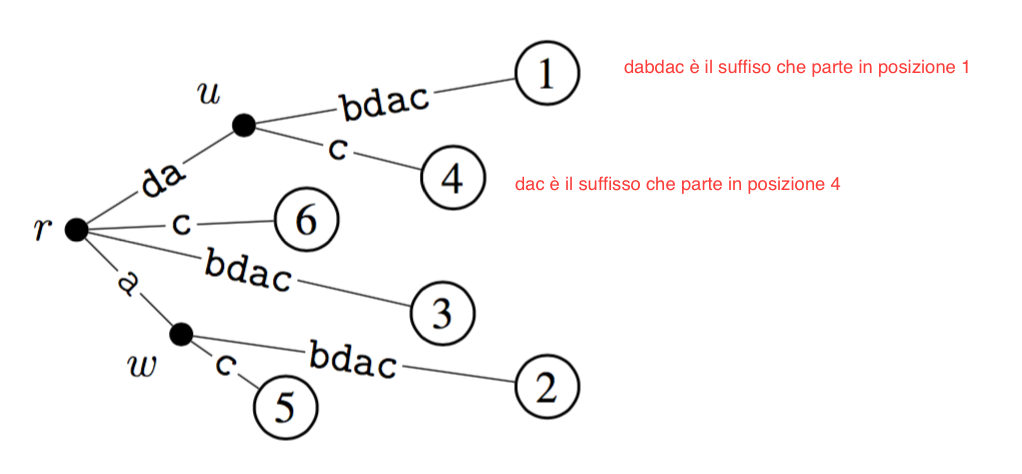 1
dabdac è il suffiso che parte in posizione 1
u
bdac
c
4
dac è il suffisso che parte in posizione 4
da
r
c
6
bdac
3
a
w
bdac
2
c
5